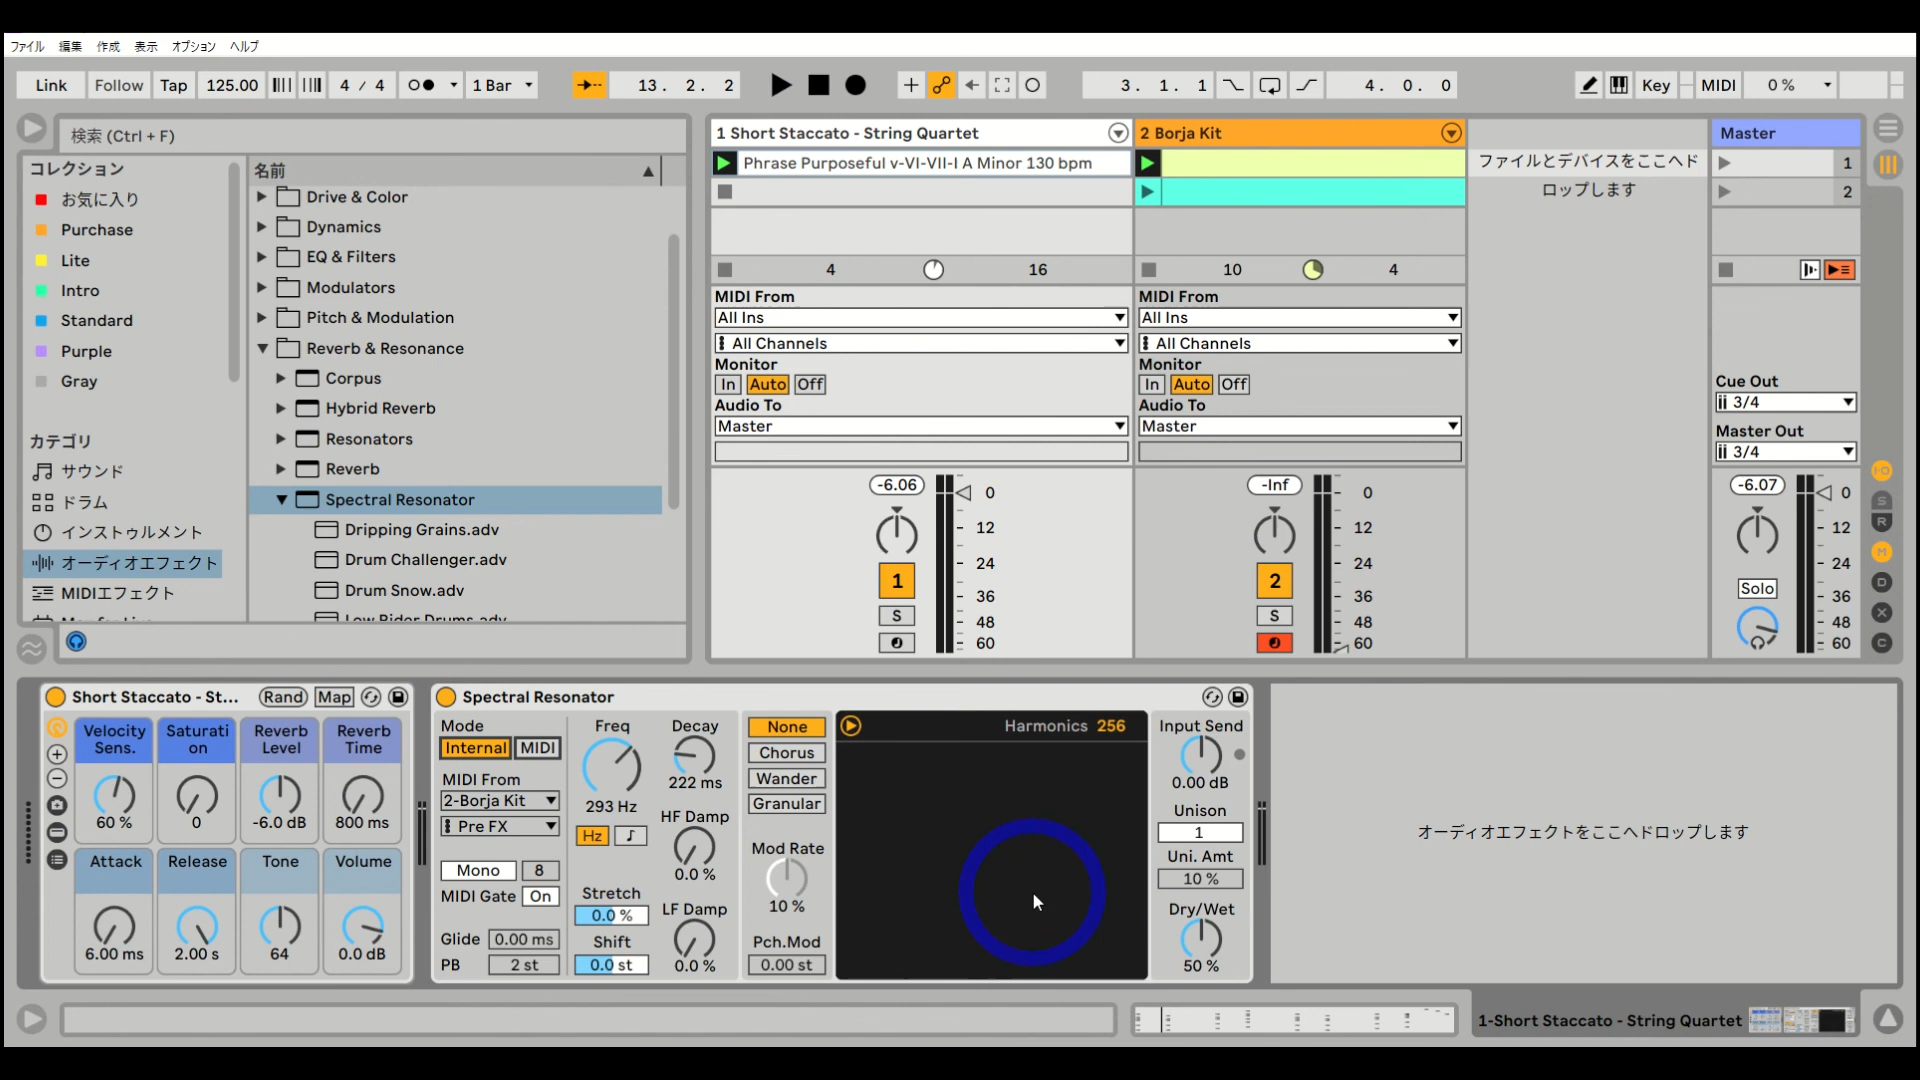 ファイル 編集 作成 表示 オプション ヘルプ
Link Follow Tap 125.00 4 / 4 1 Bar 13. 2. 2 3. 1. 1 4. 0. 0 Key MIDI 0 %
検索 (Ctrl + F)
コレクション
お気に入り
Purchase
Lite
Intro
Standard
Purple
Gray
カテゴリ
サウンド
ドラム
インストゥルメント
オーディオエフェクト
MIDIエフェクト
名前
Drive & Color
Dynamics
EQ & Filters
Modulators
Pitch & Modulation
Reverb & Resonance
Corpus
Hybrid Reverb
Resonators
Reverb
Spectral Resonator
Dripping Grains.adv
Drum Challenger.adv
Drum Snow.adv
Low Rider Drums.adv
1 Short Staccato - String Quartet
Phrase Purposeful v-VI-VII-I A Minor 130 bpm
4 16
MIDI From
All Ins
All Channels
Monitor
In Auto Off
Audio To
Master
-6.06
0
12
24
36
48
60
1
S
2 Borja Kit
10 4
MIDI From
All Ins
All Channels
Monitor
In Auto Off
Audio To
Master
-Inf
0
12
24
36
48
60
2
S
ファイルとデバイスをここへド
ロップします
Master
1
2
Cue Out
3/4
Master Out
3/4
-6.07
0
12
24
36
48
60
Solo
I·O
S
R
M
D
X
C
Short Staccato - St... Rand Map
Velocity Sens.
Saturati on
Reverb Level
Reverb Time
60 % 0 -6.0 dB 800 ms
Attack Release Tone Volume
6.00 ms 2.00 s 64 0.0 dB
Spectral Resonator
Mode
Internal MIDI
MIDI From
2-Borja Kit
Pre FX
Mono 8
MIDI Gate On
Glide 0.00 ms
PB 2 st
Freq
293 Hz
Hz
Stretch
0.0 %
Shift
0.0 st
Decay
222 ms
HF Damp
0.0 %
LF Damp
0.0 %
None
Chorus
Wander
Granular
Mod Rate
10 %
Pch.Mod
0.00 st
Harmonics 256
Input Send
0.00 dB
Unison
1
Uni. Amt
10 %
Dry/Wet
50 %
オーディオエフェクトをここへドロップします
1-Short Staccato - String Quartet